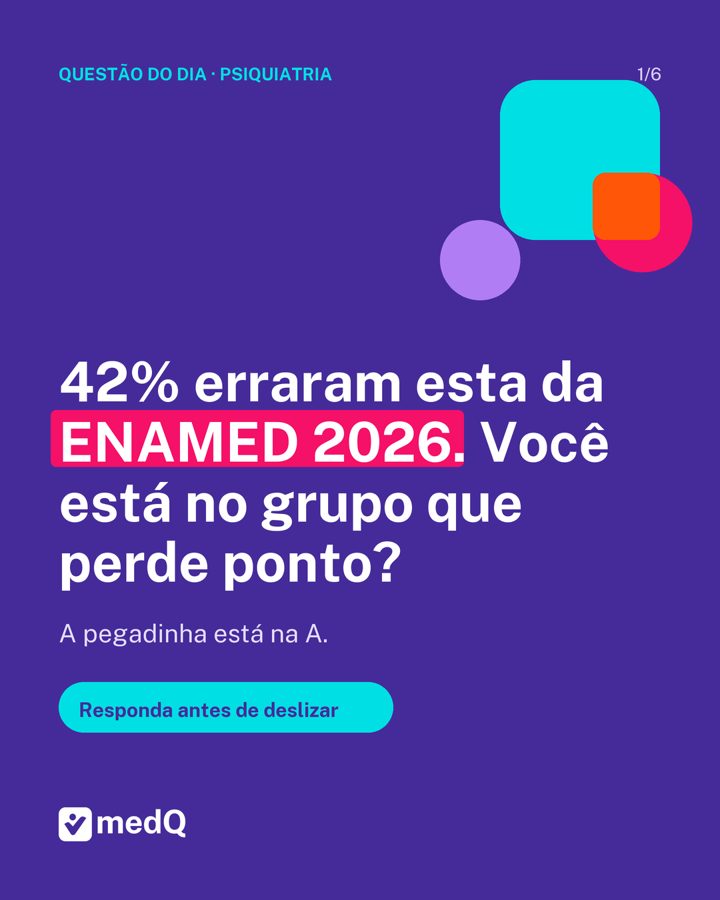 QUESTÃO DO DIA · PSIQUIATRIA
1/6
42% erraram esta da
ENAMED 2026. Você
está no grupo que
perde ponto?
A pegadinha está na A.
Responda antes de deslizar
medQ